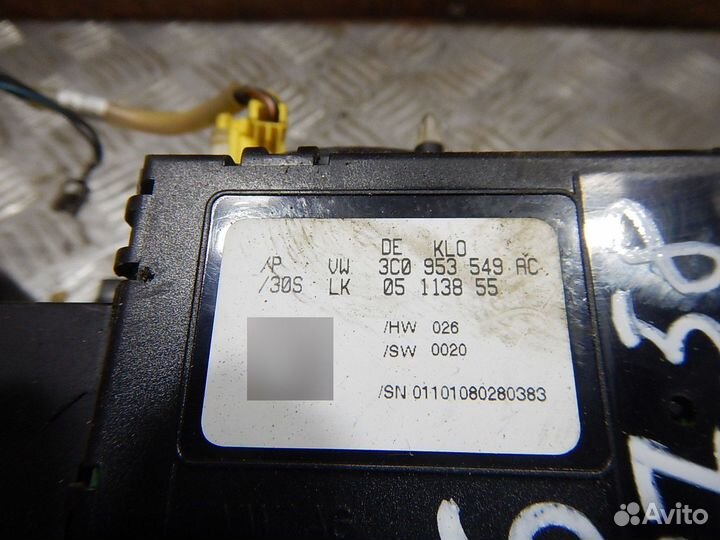 DE KLO
/P VW 3C0 953 549 AC
/30S LK 05 1138 55
/HW 026
/SW 0020
/SN 01101080280383
Avito